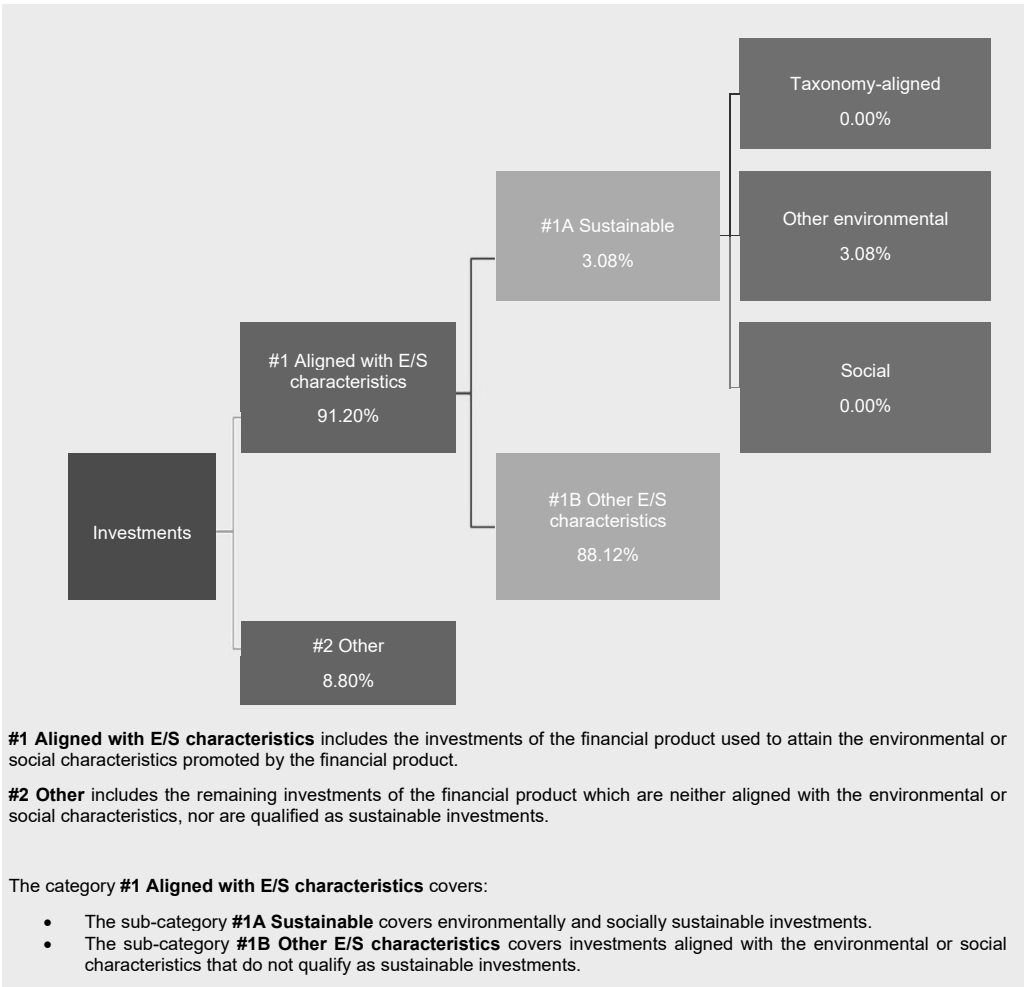 Taxonomy-aligned
0.00%
#1A Sustainable
3.08%
Other environmental
3.08%
#1 Aligned with E/S
characteristics
91.20%
Social
0.00%
Investments
#1B Other E/S
characteristics
88.12%
#2 Other
8.80%
#1 Aligned with E/S characteristics includes the investments of the financial product used to attain the environmental or
social characteristics promoted by the financial product.
#2 Other includes the remaining investments of the financial product which are neither aligned with the environmental or
social characteristics, nor are qualified as sustainable investments.
The category #1 Aligned with E/S characteristics covers:
• The sub-category #1A Sustainable covers environmentally and socially sustainable investments.
• The sub-category #1B Other E/S characteristics covers investments aligned with the environmental or social
characteristics that do not qualify as sustainable investments.